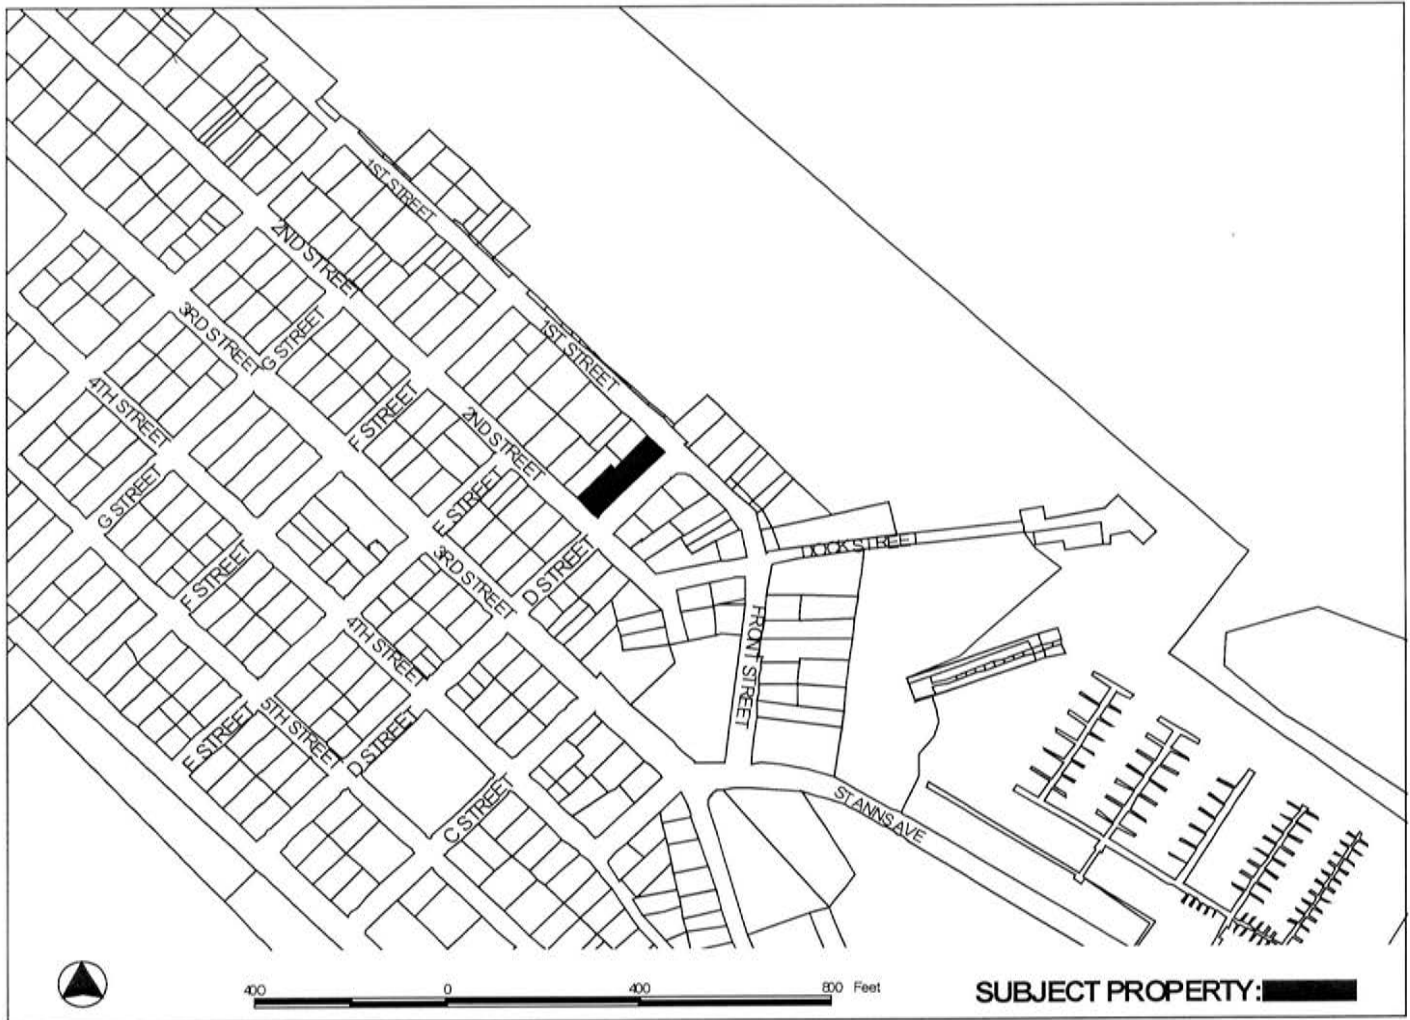 1ST STREET
2ND STREET
3RD STREET
G STREET
1ST STREET
4TH STREET
F STREET
2ND STREET
E STREET
G STREET
DOCK STREET
3RD STREET
D STREET
F STREET
4TH STREET
FRONT STREET
5TH STREET
E STREET
D STREET
C STREET
ST ANNS AVE
400 0 400 800 Feet
SUBJECT PROPERTY: